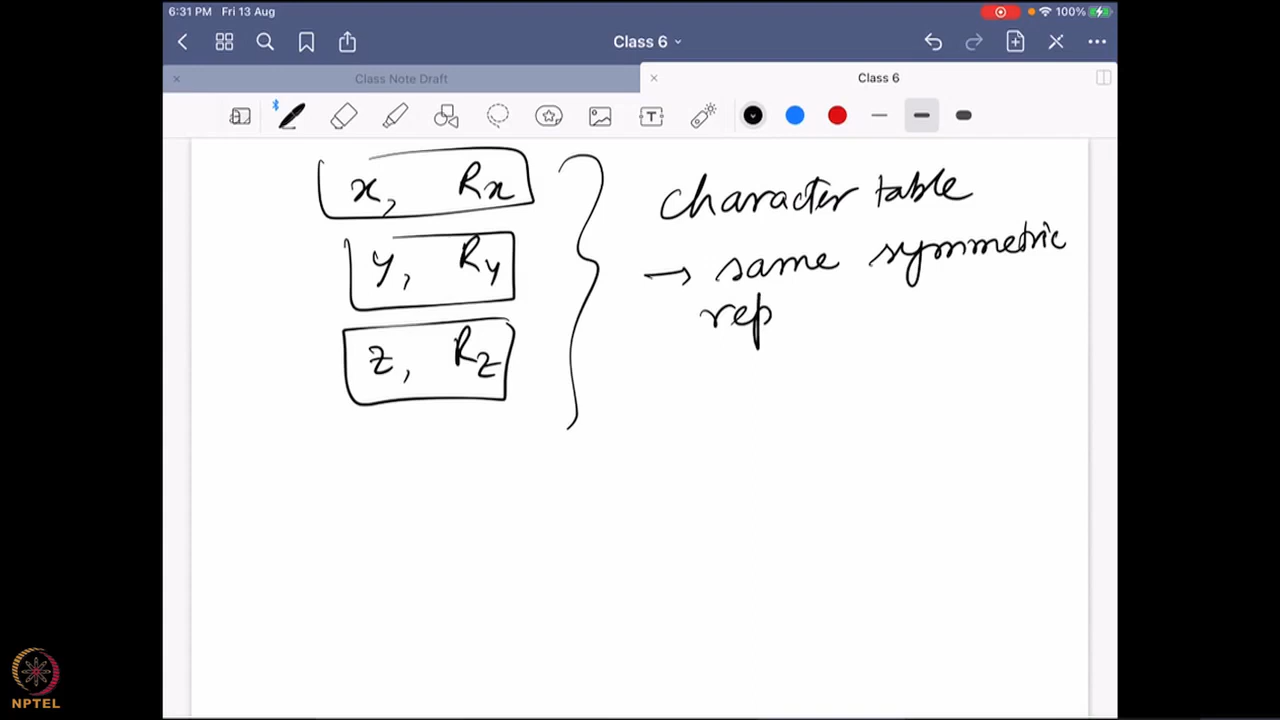 6:31 PM Fri 13 Aug
100%
Class 6
Class Note Draft
Class 6
x, Rx
y, Ry
z, Rz
character table
→ same symmetric
rep
NPTEL